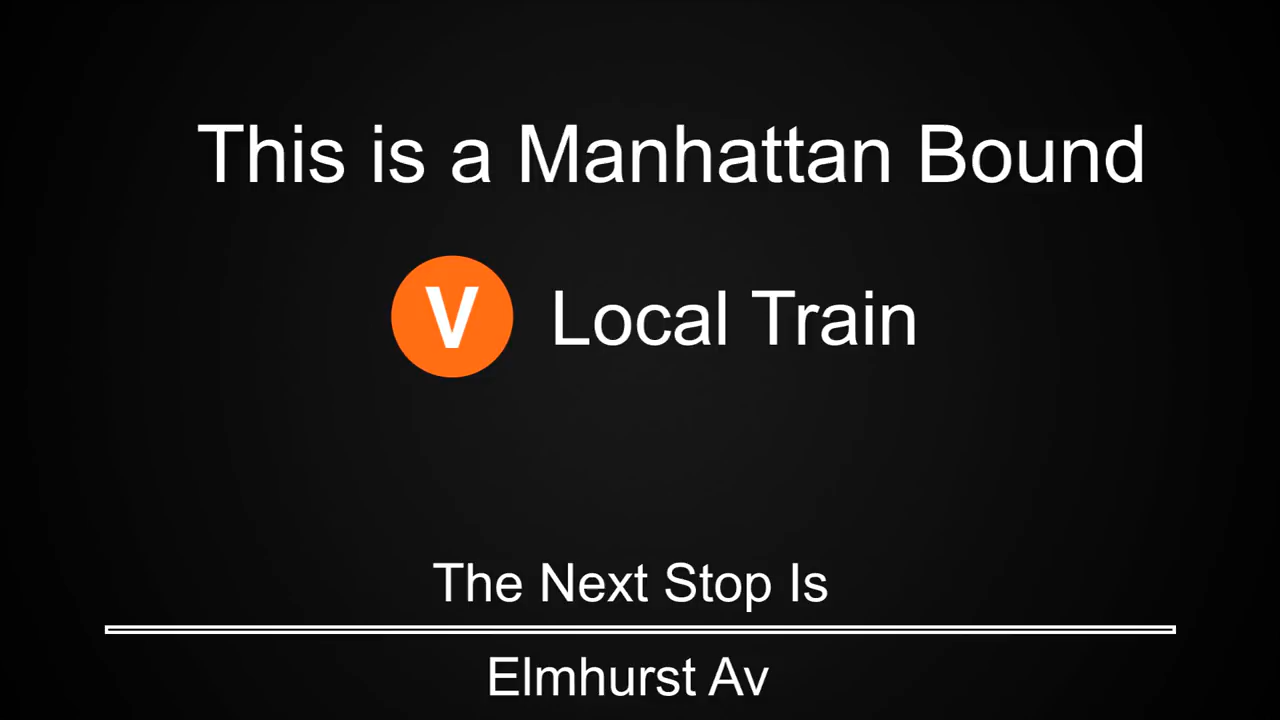 This is a Manhattan Bound
V Local Train
The Next Stop Is
Elmhurst Av